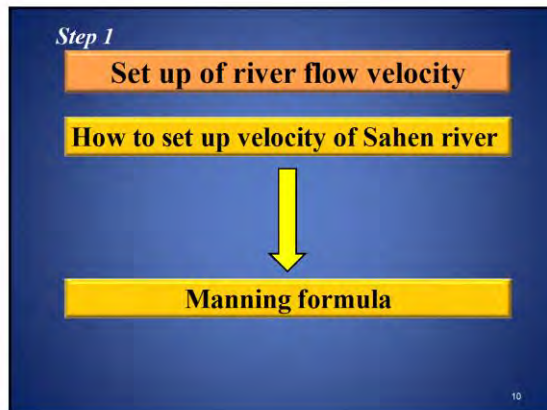 Step 1
Set up of river flow velocity
How to set up velocity of Sahen river
Manning formula
10